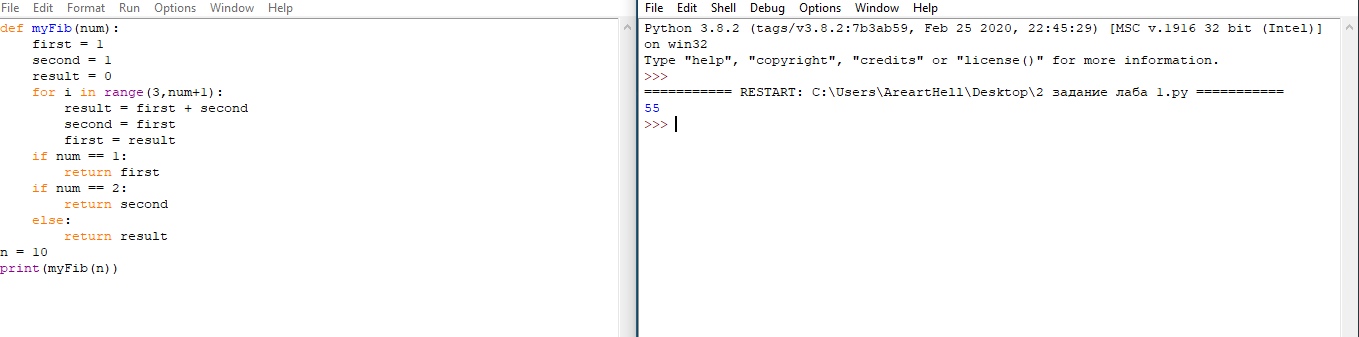 File Edit Format Run Options Window Help
def myFib(num):
    first = 1
    second = 1
    result = 0
    for i in range(3,num+1):
        result = first + second
        second = first
        first = result
    if num == 1:
        return first
    if num == 2:
        return second
    else:
        return result
n = 10
print(myFib(n))
File Edit Shell Debug Options Window Help
Python 3.8.2 (tags/v3.8.2:7b3ab59, Feb 25 2020, 22:45:29) [MSC v.1916 32 bit (Intel)]
on win32
Type "help", "copyright", "credits" or "license()" for more information.
>>>
=========== RESTART: C:\Users\AreartHell\Desktop\2 задание лаба 1.py ===========
55
>>>